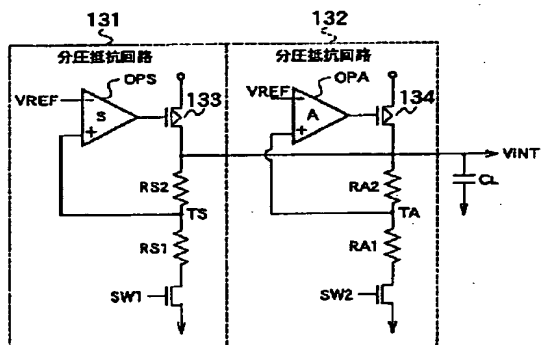 131
132
分圧抵抗回路
分圧抵抗回路
OPS
OPA
VREF
S
133
VREF
A
134
VINT
CL
RS2
TS
RA2
TA
RS1
RA1
SW1
SW2